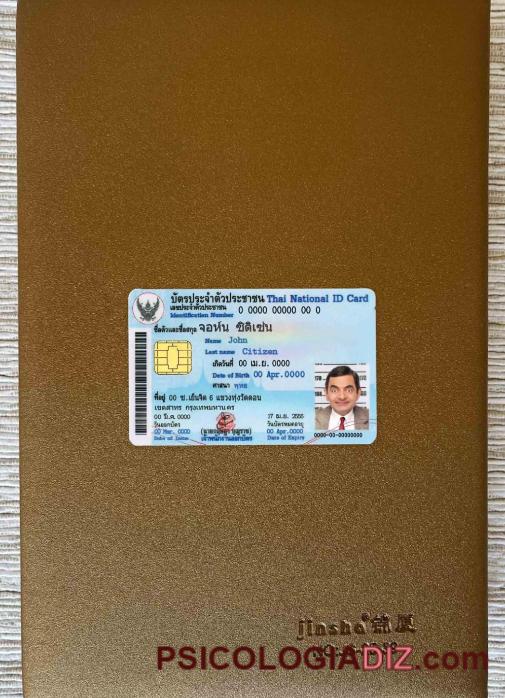 บัตรประจำตัวประชาชน Thai National ID Card
เลขประจำตัวประชาชน 0 0000 00000 00 0
Identification Number
ชื่อตัวและชื่อสกุล จอห์น ซิติเซ่น
Name John
Last name Citizen
เกิดวันที่ 00 เม.ย. 0000
Date of Birth 00 Apr.0000
ศาสนา พุทธ
ที่อยู่ 00 ซ.เย็นจิต 6 แขวงทุ่งวัดดอน
เขตสาทร กรุงเทพมหานคร
00 มี.ค. 0000
วันออกบัตร
00 Mar. 0000
Date of Issue
เจ้าพนักงานออกบัตร
17 เม.ย. 2555
วันบัตรหมดอายุ
00 Apr.0000
Date of Expiry
0000-00-00000000
jinsha
PSICOLOGIADIZ.com